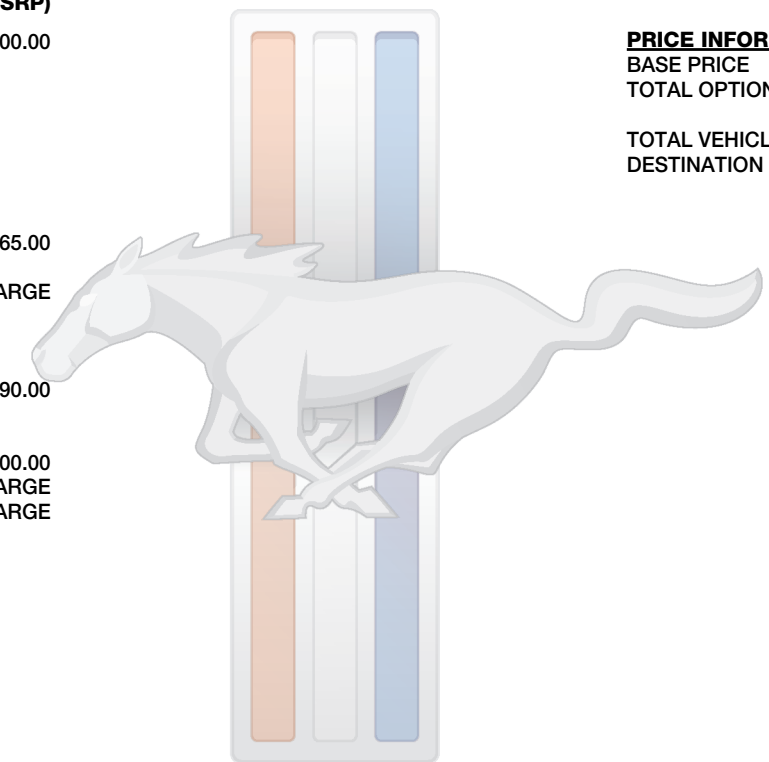 SRP)
00.00
65.00
ARGE
90.00
00.00
ARGE
ARGE
PRICE INFOR
BASE PRICE
TOTAL OPTION
TOTAL VEHICL
DESTINATION